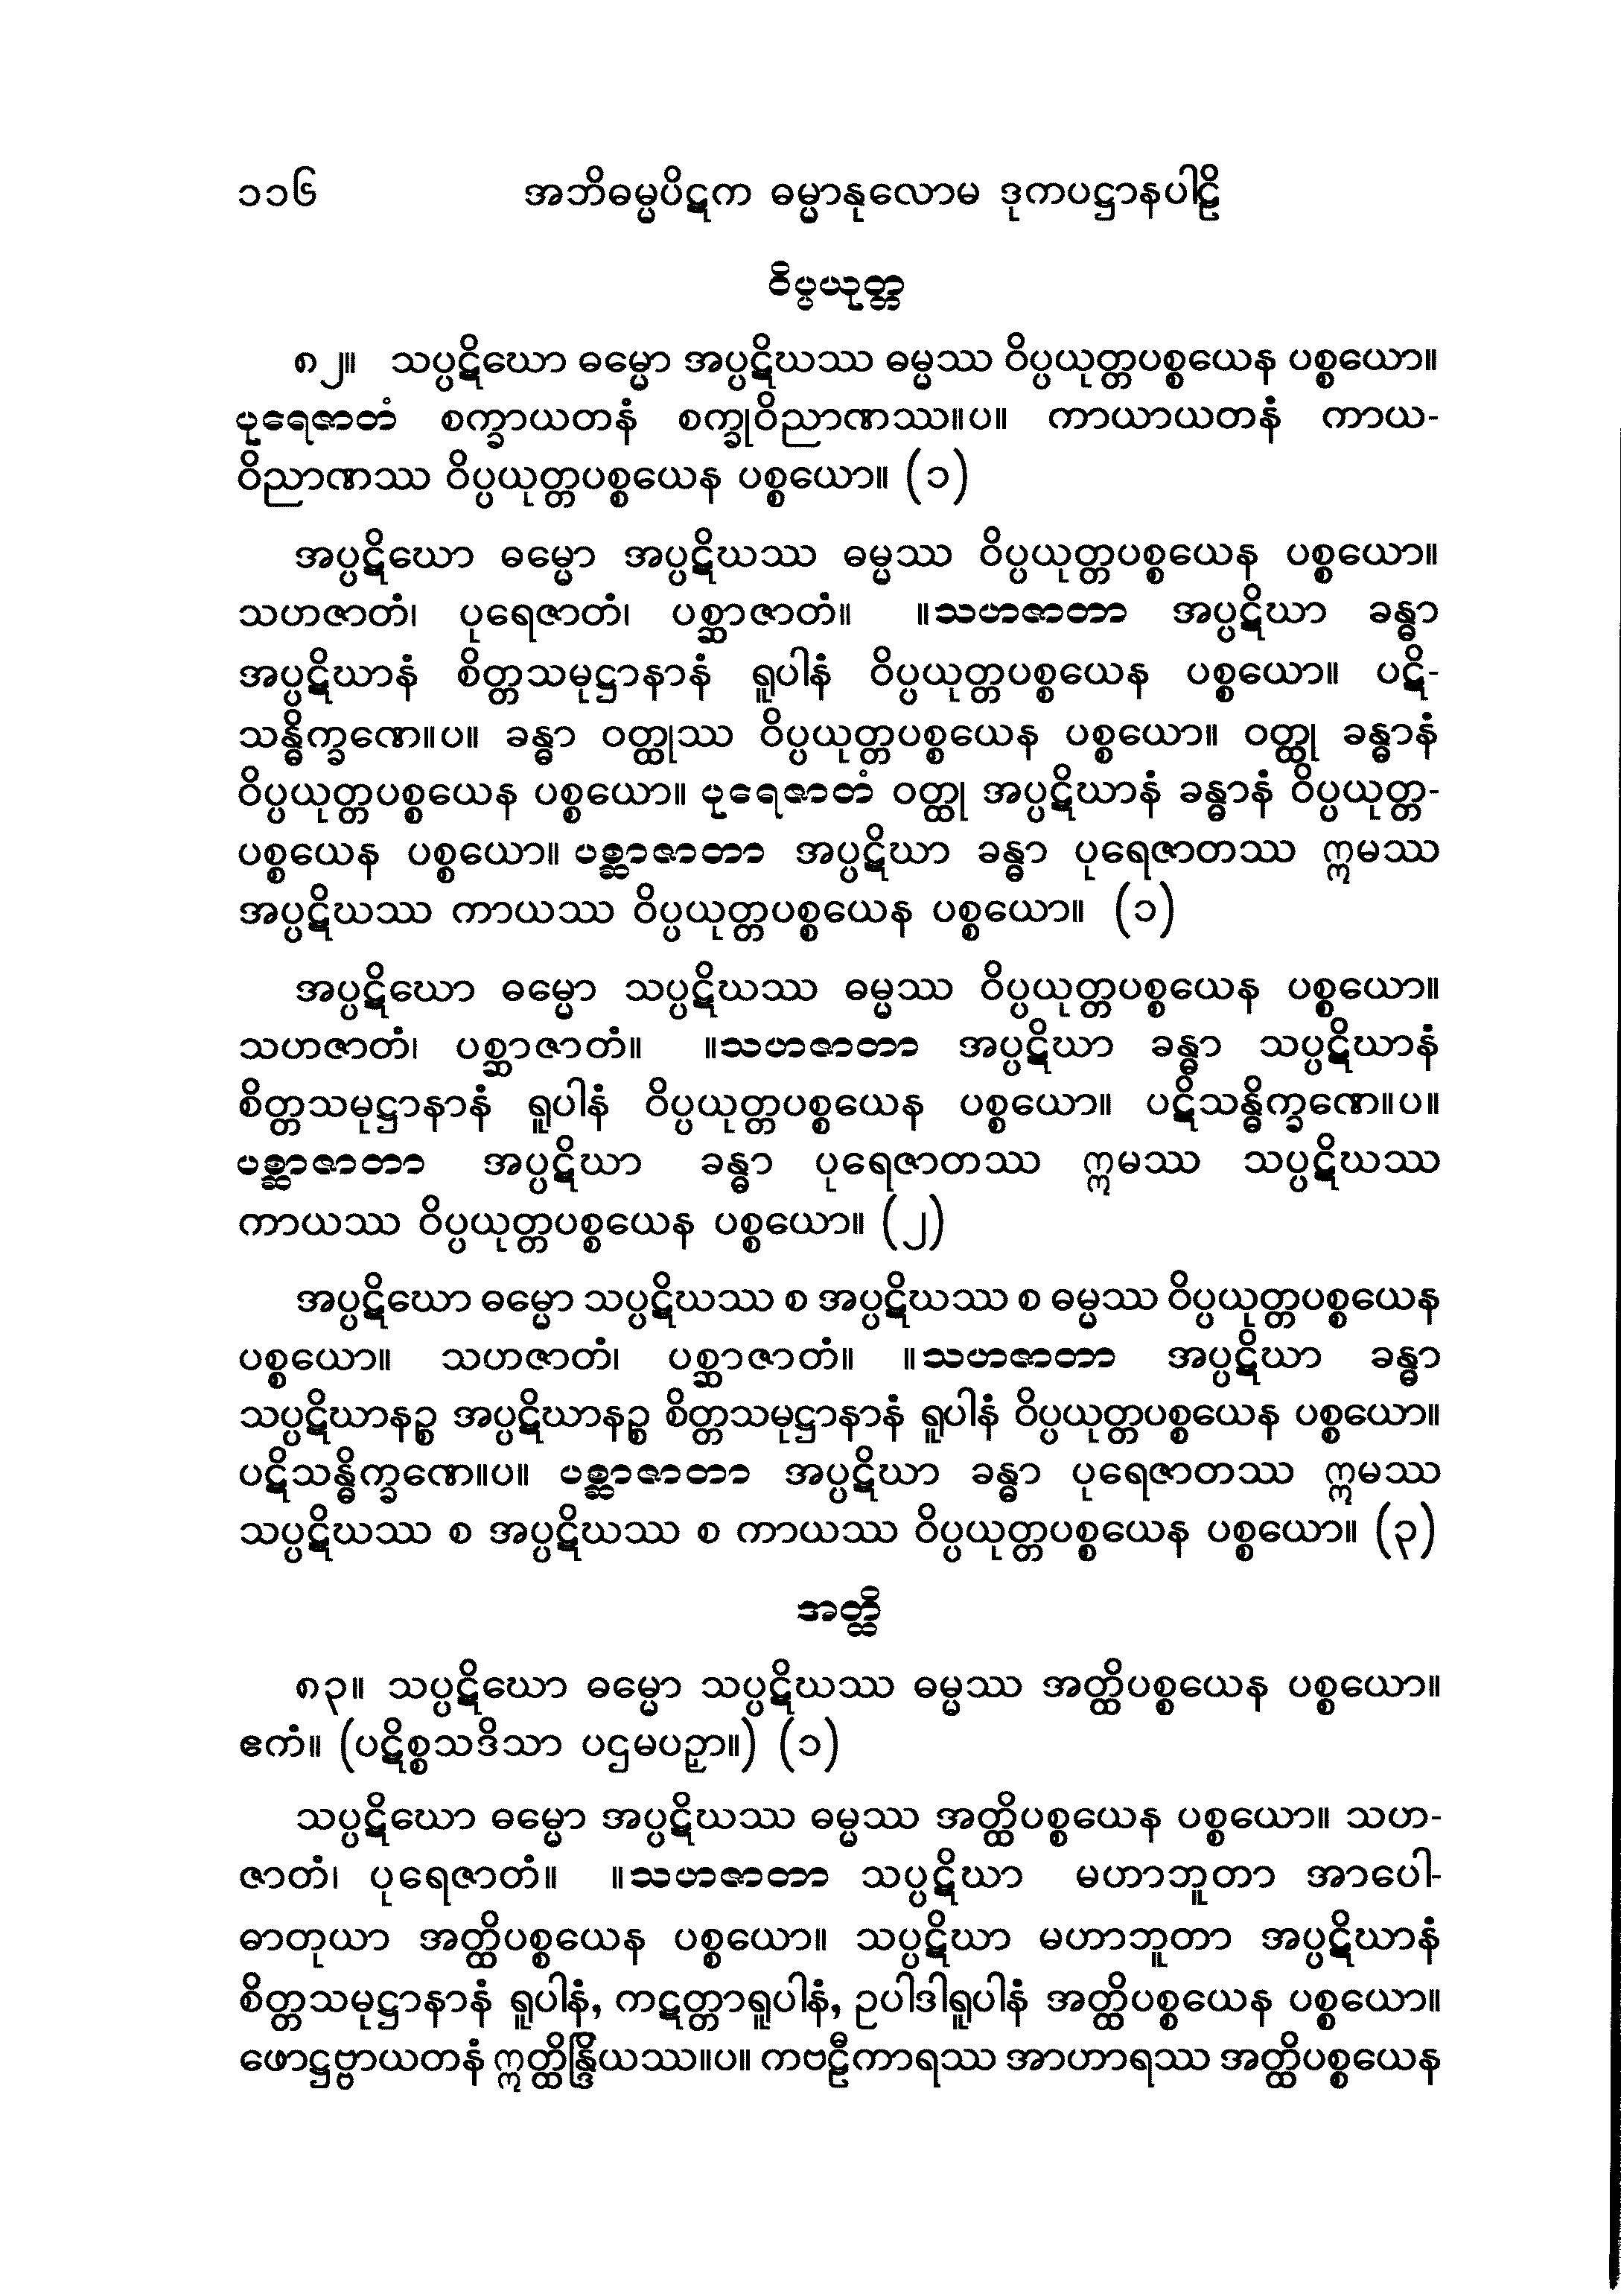 ၁၁၆ အဘိဓမ္မပိဋက ဓမ္မာနုလောမ ဒုကပဋ္ဌာနပါဠိ
ဝိပ္ပယုတ္တ
၈၂။ သပ္ပဋိဃော ဓမ္မော အပ္ပဋိဃဿ ဓမ္မဿ ဝိပ္ပယုတ္တပစ္စယေန ပစ္စယော။
ပုရေဇာတံ စက္ခာယတနံ စက္ခုဝိညာဏဿ။ပ။ ကာယာယတနံ ကာယ-
ဝိညာဏဿ ဝိပ္ပယုတ္တပစ္စယေန ပစ္စယော။ (၁)
အပ္ပဋိဃော ဓမ္မော အပ္ပဋိဃဿ ဓမ္မဿ ဝိပ္ပယုတ္တပစ္စယေန ပစ္စယော။
သဟဇာတံ၊ ပုရေဇာတံ၊ ပစ္ဆာဇာတံ။ ။သဟဇာတာ အပ္ပဋိဃာ ခန္ဓာ
အပ္ပဋိဃာနံ စိတ္တသမုဋ္ဌာနာနံ ရူပါနံ ဝိပ္ပယုတ္တပစ္စယေန ပစ္စယော။ ပဋိ-
သန္ဓိက္ခဏေ။ပ။ ခန္ဓာ ဝတ္ထုဿ ဝိပ္ပယုတ္တပစ္စယေန ပစ္စယော။ ဝတ္ထု ခန္ဓာနံ
ဝိပ္ပယုတ္တပစ္စယေန ပစ္စယော။ ပုရေဇာတံ ဝတ္ထု အပ္ပဋိဃာနံ ခန္ဓာနံ ဝိပ္ပယုတ္တ-
ပစ္စယေန ပစ္စယော။ ပစ္ဆာဇာတာ အပ္ပဋိဃာ ခန္ဓာ ပုရေဇာတဿ ဣမဿ
အပ္ပဋိဃဿ ကာယဿ ဝိပ္ပယုတ္တပစ္စယေန ပစ္စယော။ (၁)
အပ္ပဋိဃော ဓမ္မော သပ္ပဋိဃဿ ဓမ္မဿ ဝိပ္ပယုတ္တပစ္စယေန ပစ္စယော။
သဟဇာတံ၊ ပစ္ဆာဇာတံ။ ။သဟဇာတာ အပ္ပဋိဃာ ခန္ဓာ သပ္ပဋိဃာနံ
စိတ္တသမုဋ္ဌာနာနံ ရူပါနံ ဝိပ္ပယုတ္တပစ္စယေန ပစ္စယော။ ပဋိသန္ဓိက္ခဏေ။ပ။
ပစ္ဆာဇာတာ အပ္ပဋိဃာ ခန္ဓာ ပုရေဇာတဿ ဣမဿ သပ္ပဋိဃဿ
ကာယဿ ဝိပ္ပယုတ္တပစ္စယေန ပစ္စယော။ (၂)
အပ္ပဋိဃော ဓမ္မော သပ္ပဋိဃဿ စ အပ္ပဋိဃဿ စ ဓမ္မဿ ဝိပ္ပယုတ္တပစ္စယေန
ပစ္စယော။ သဟဇာတံ၊ ပစ္ဆာဇာတံ။ ။သဟဇာတာ အပ္ပဋိဃာ ခန္ဓာ
သပ္ပဋိဃာနဉ္စ အပ္ပဋိဃာနဉ္စ စိတ္တသမုဋ္ဌာနာနံ ရူပါနံ ဝိပ္ပယုတ္တပစ္စယေန ပစ္စယော။
ပဋိသန္ဓိက္ခဏေ။ပ။ ပစ္ဆာဇာတာ အပ္ပဋိဃာ ခန္ဓာ ပုရေဇာတဿ ဣမဿ
သပ္ပဋိဃဿ စ အပ္ပဋိဃဿ စ ကာယဿ ဝိပ္ပယုတ္တပစ္စယေန ပစ္စယော။ (၃)
အတ္ထိ
၈၃။ သပ္ပဋိဃော ဓမ္မော သပ္ပဋိဃဿ ဓမ္မဿ အတ္ထိပစ္စယေန ပစ္စယော။
ဧကံ။ (ပဋိစ္စသဒိသာ ပဌမပဉှာ။) (၁)
သပ္ပဋိဃော ဓမ္မော အပ္ပဋိဃဿ ဓမ္မဿ အတ္ထိပစ္စယေန ပစ္စယော။ သဟ-
ဇာတံ၊ ပုရေဇာတံ။ ။သဟဇာတာ သပ္ပဋိဃာ မဟာဘူတာ အာပေါ-
ဓာတုယာ အတ္ထိပစ္စယေန ပစ္စယော။ သပ္ပဋိဃာ မဟာဘူတာ အပ္ပဋိဃာနံ
စိတ္တသမုဋ္ဌာနာနံ ရူပါနံ, ကဋတ္တာရူပါနံ, ဥပါဒါရူပါနံ အတ္ထိပစ္စယေန ပစ္စယော။
ဖောဋ္ဌဗ္ဗာယတနံ ဣတ္ထိန္ဒြိယဿ။ပ။ ကဗဠီကာရဿ အာဟာရဿ အတ္ထိပစ္စယေန